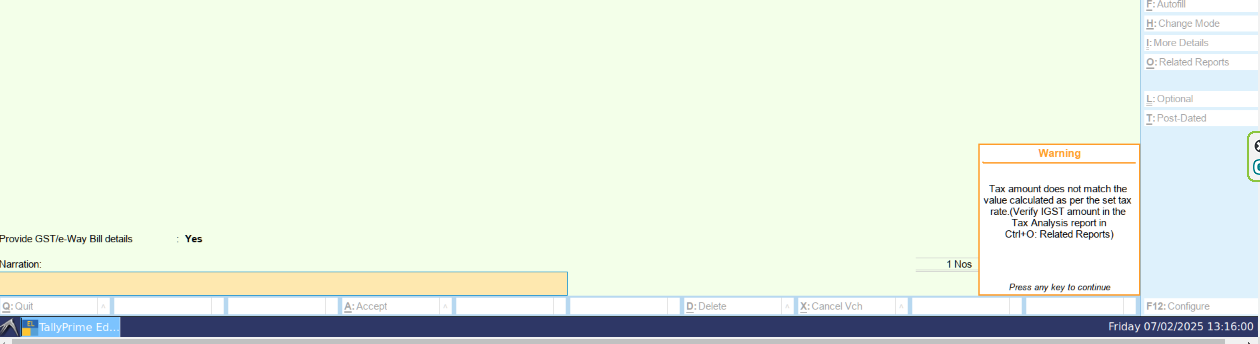 F: Autofill
H: Change Mode
I: More Details
O: Related Reports
L: Optional
T: Post-Dated
Warning
Tax amount does not match the
value calculated as per the set tax
rate.(Verify IGST amount in the
Tax Analysis report in
Ctrl+O: Related Reports)
Press any key to continue
Provide GST/e-Way Bill details : Yes
Narration:
1 Nos
Q: Quit
A: Accept
D: Delete
X: Cancel Vch
F12: Configure
EL
TallyPrime Ed...
Friday 07/02/2025 13:16:00